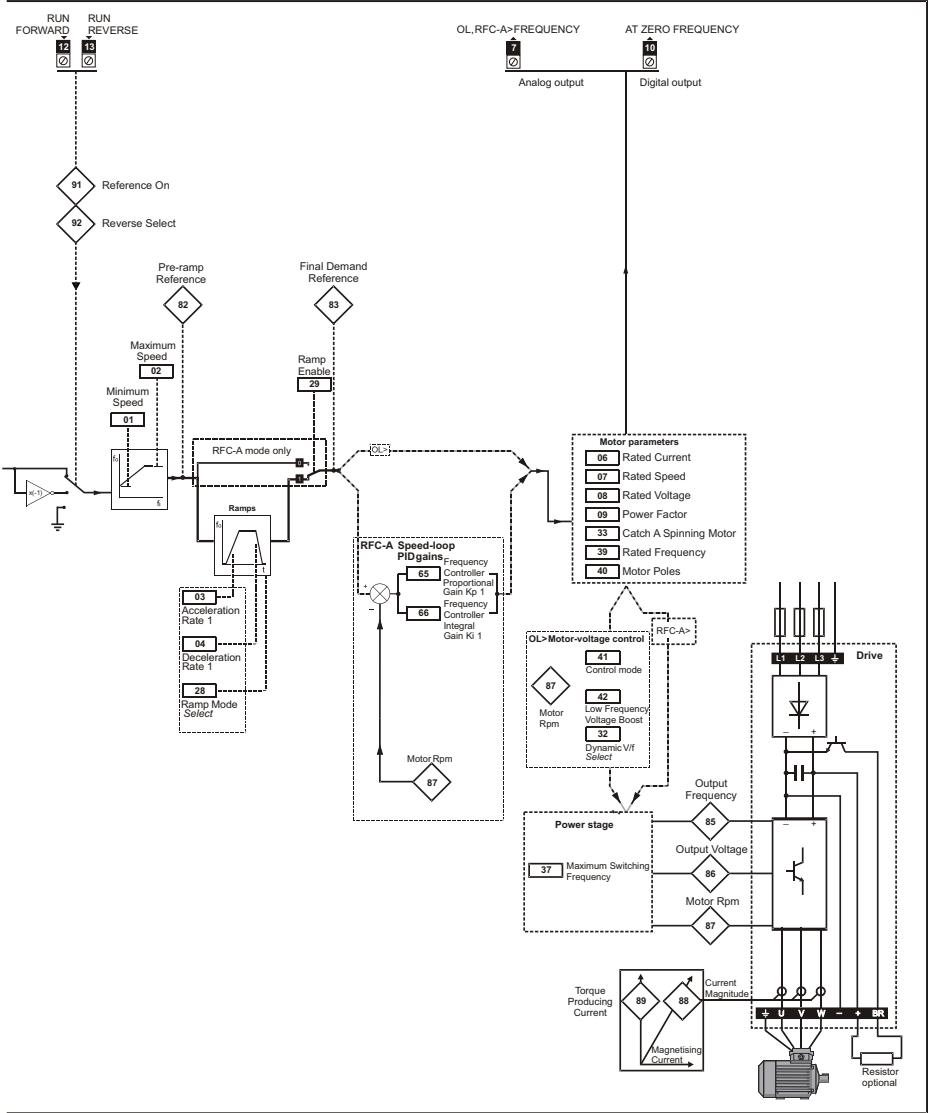 RUN
FORWARD
RUN
REVERSE
12
13
OL,RFC-A>FREQUENCY
7
Analog output
AT ZERO FREQUENCY
10
Digital output
91
Reference On
92
Reverse Select
Pre-ramp
Reference
82
Final Demand
Reference
83
Maximum
Speed
02
Minimum
Speed
01
Ramp
Enable
29
RFC-A mode only
0
1
OL>
x(-1)
Ramps
t
03
Acceleration
Rate 1
04
Deceleration
Rate 1
28
Ramp Mode
Select
RFC-A Speed-loop
PID gains
+
–
65
Frequency
Controller
Proportional
Gain Kp 1
66
Frequency
Controller
Integral
Gain Ki 1
Motor Rpm
87
Motor parameters
06 Rated Current
07 Rated Speed
08 Rated Voltage
09 Power Factor
33 Catch A Spinning Motor
39 Rated Frequency
40 Motor Poles
RFC-A>
OL>Motor-voltage control
41
Control mode
87
Motor
Rpm
42
Low Frequency
Voltage Boost
32
Dynamic V/f
Select
Power stage
37
Maximum Switching
Frequency
Output
Frequency
85
Output Voltage
86
Motor Rpm
87
L1 L2 L3
Drive
– +
– +
Torque
Producing
Current
89
88
Current
Magnitude
Magnetising
Current
U V W – + BR
Resistor
optional